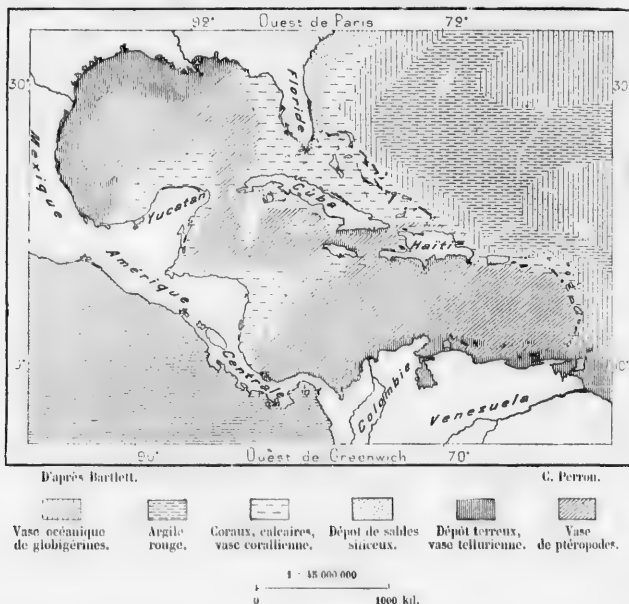 92° Ouest de Paris 72°
30° 30°
Floride
Mexique
Yucatan
Cuba
Haïti
Amérique
Centrale
Colombie
Venezuela
90° Ouest de Greenwich 70°
D'après Bartlett. C. Perron.
Vase océanique de globigérines.
Argile rouge.
Coraux, calcaires, vase corallienne.
Dépôt de sables siliceux.
Dépôt terreux, vase tellurienne.
Vase de ptéropodes.
1 : 45 000 000
0 1000 kil.